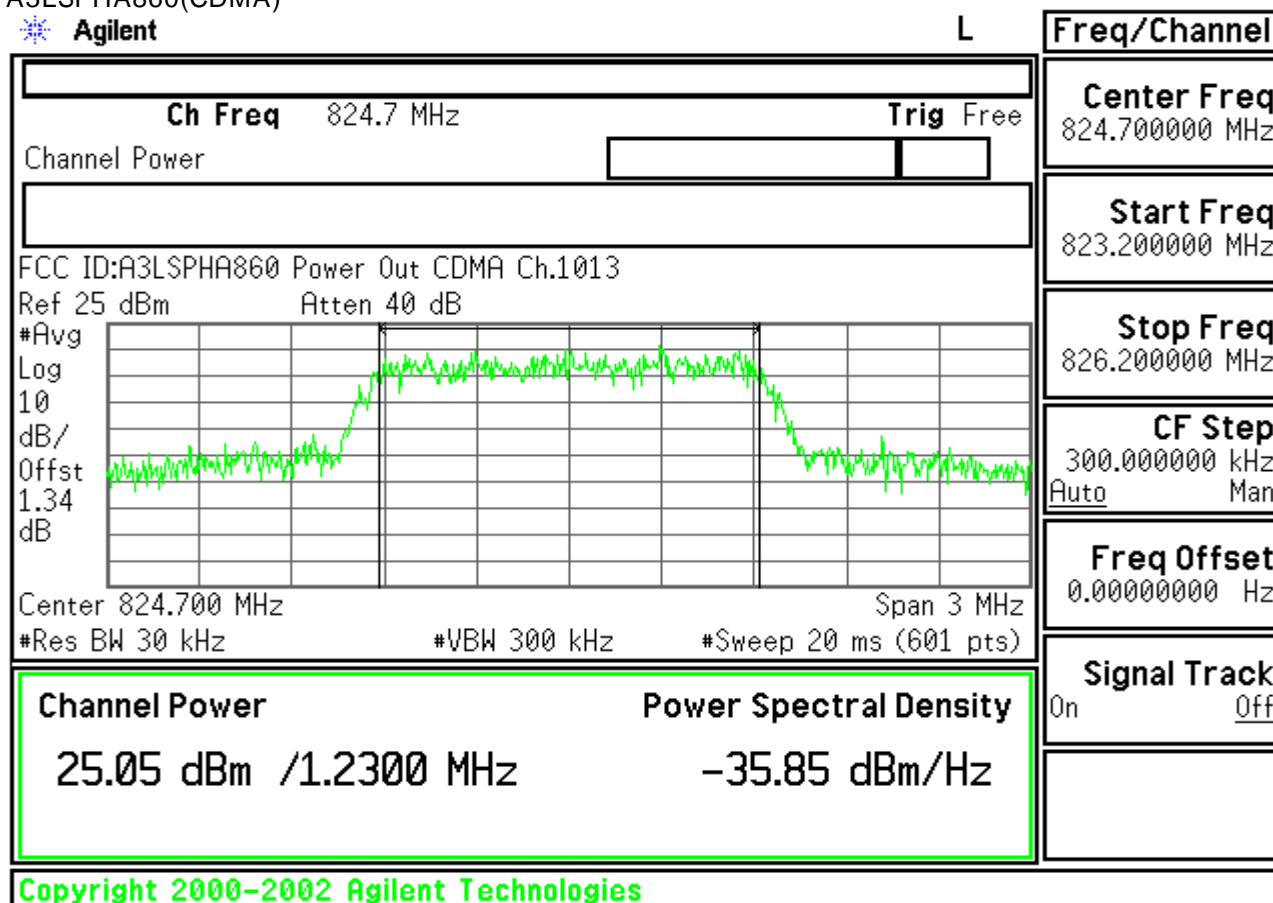 A3LSPHA860(CDMA)
Agilent L
Ch Freq 824.7 MHz Trig Free
Channel Power
FCC ID:A3LSPHA860 Power Out CDMA Ch.1013
Ref 25 dBm Atten 40 dB
#Avg
Log
10
dB/
Offst
1.34
dB
Center 824.700 MHz Span 3 MHz
#Res BW 30 kHz #VBW 300 kHz #Sweep 20 ms (601 pts)
Channel Power Power Spectral Density
25.05 dBm /1.2300 MHz -35.85 dBm/Hz
Copyright 2000-2002 Agilent Technologies
Freq/Channel
Center Freq
824.700000 MHz
Start Freq
823.200000 MHz
Stop Freq
826.200000 MHz
CF Step
300.000000 kHz
Auto Man
Freq Offset
0.00000000 Hz
Signal Track
On Off